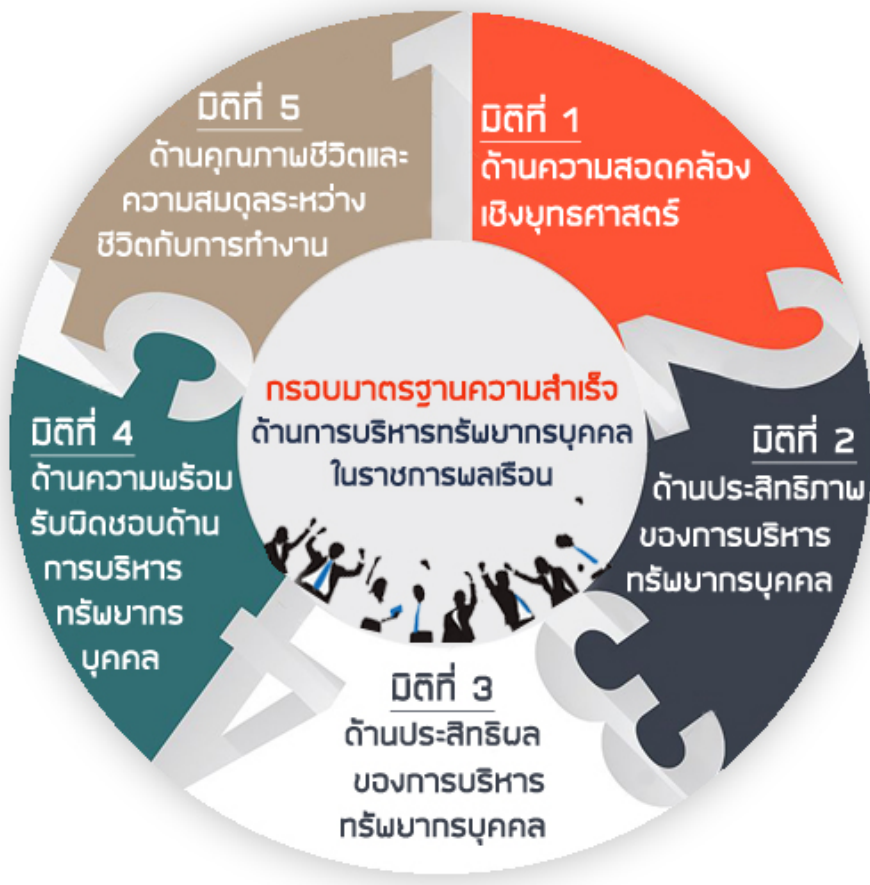 กรอบมาตรฐานความสำเร็จ
ด้านการบริหารทรัพยากรบุคคล
ในราชการพลเรือน
1
มิติที่ 1
ด้านความสอดคล้อง
เชิงยุทธศาสตร์
2
มิติที่ 2
ด้านประสิทธิภาพ
ของการบริหาร
ทรัพยากรบุคคล
3
มิติที่ 3
ด้านประสิทธิผล
ของการบริหาร
ทรัพยากรบุคคล
4
มิติที่ 4
ด้านความพร้อม
รับผิดชอบด้าน
การบริหาร
ทรัพยากร
บุคคล
5
มิติที่ 5
ด้านคุณภาพชีวิตและ
ความสมดุลระหว่าง
ชีวิตกับการทำงาน